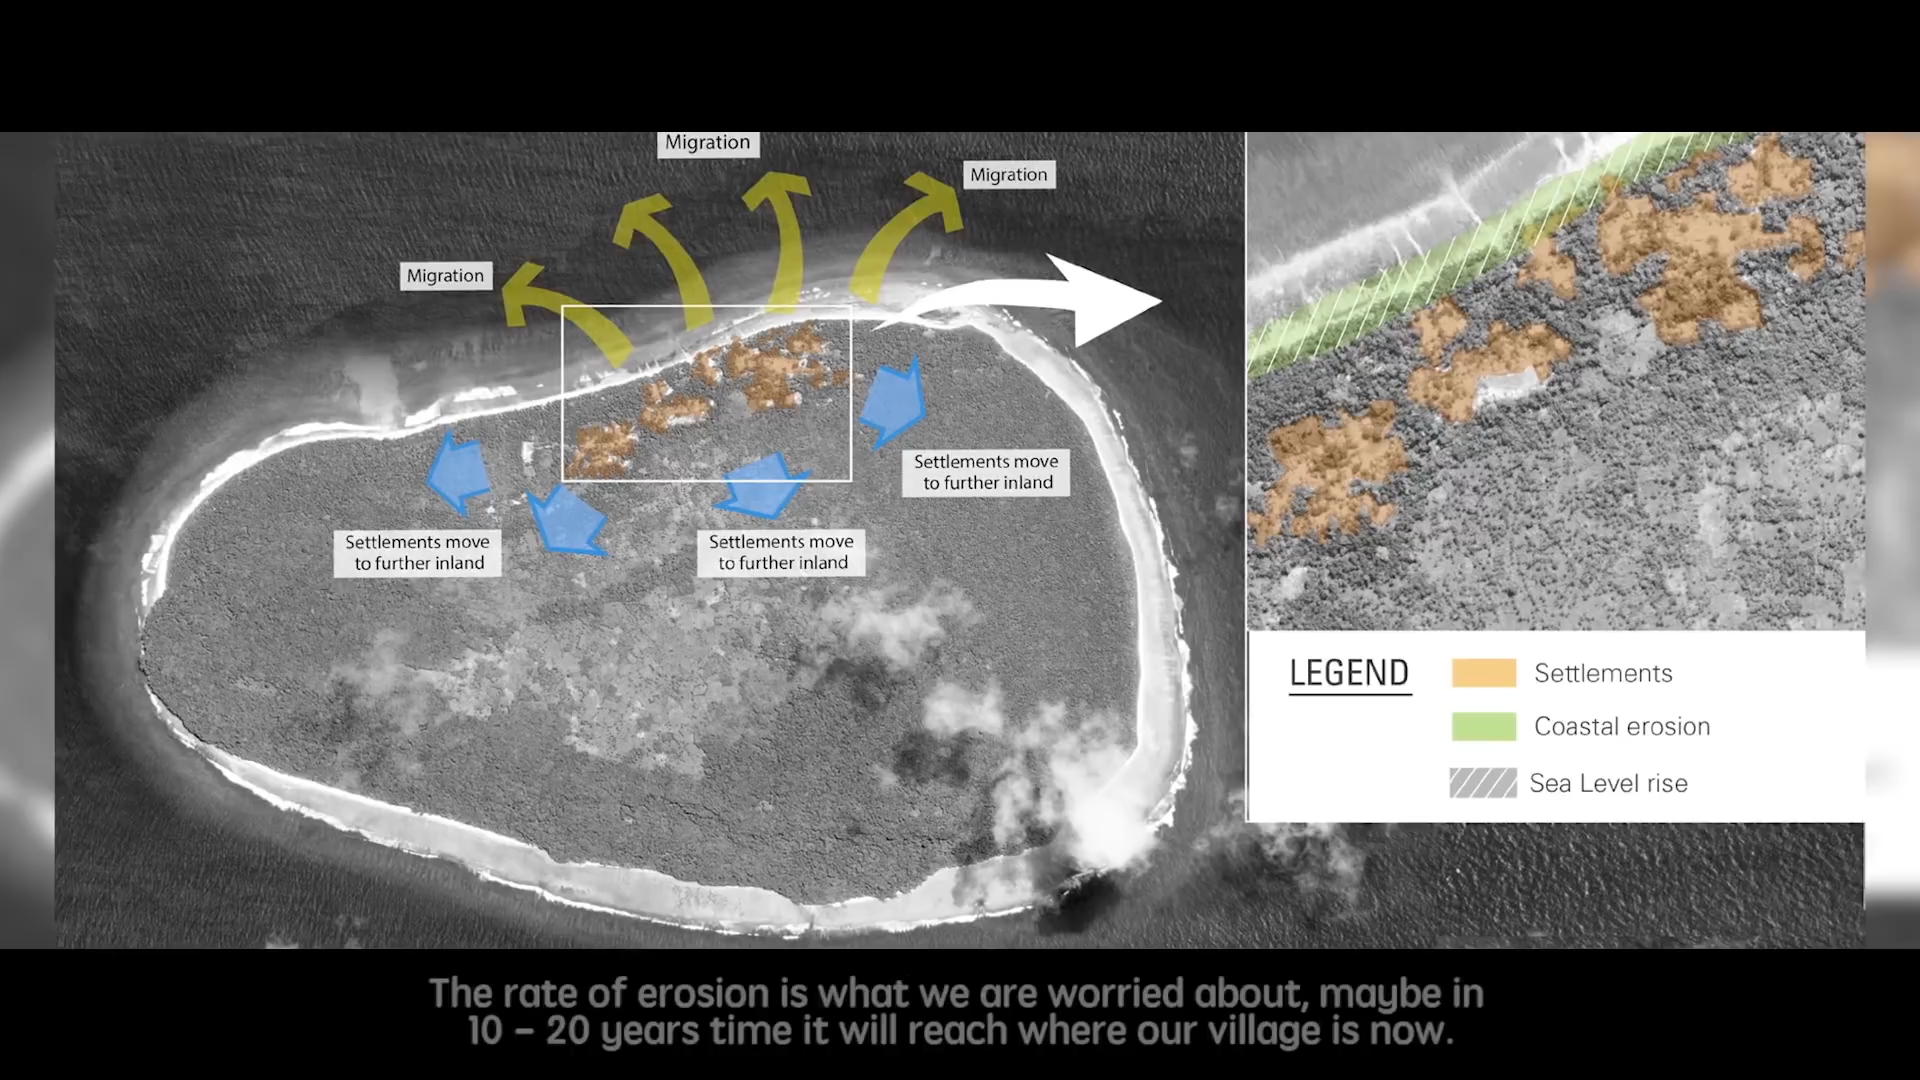 Migration
Migration
Migration
Settlements move
to further inland
Settlements move
to further inland
Settlements move
to further inland
LEGEND
Settlements
Coastal erosion
Sea Level rise
The rate of erosion is what we are worried about, maybe in
10 – 20 years time it will reach where our village is now.